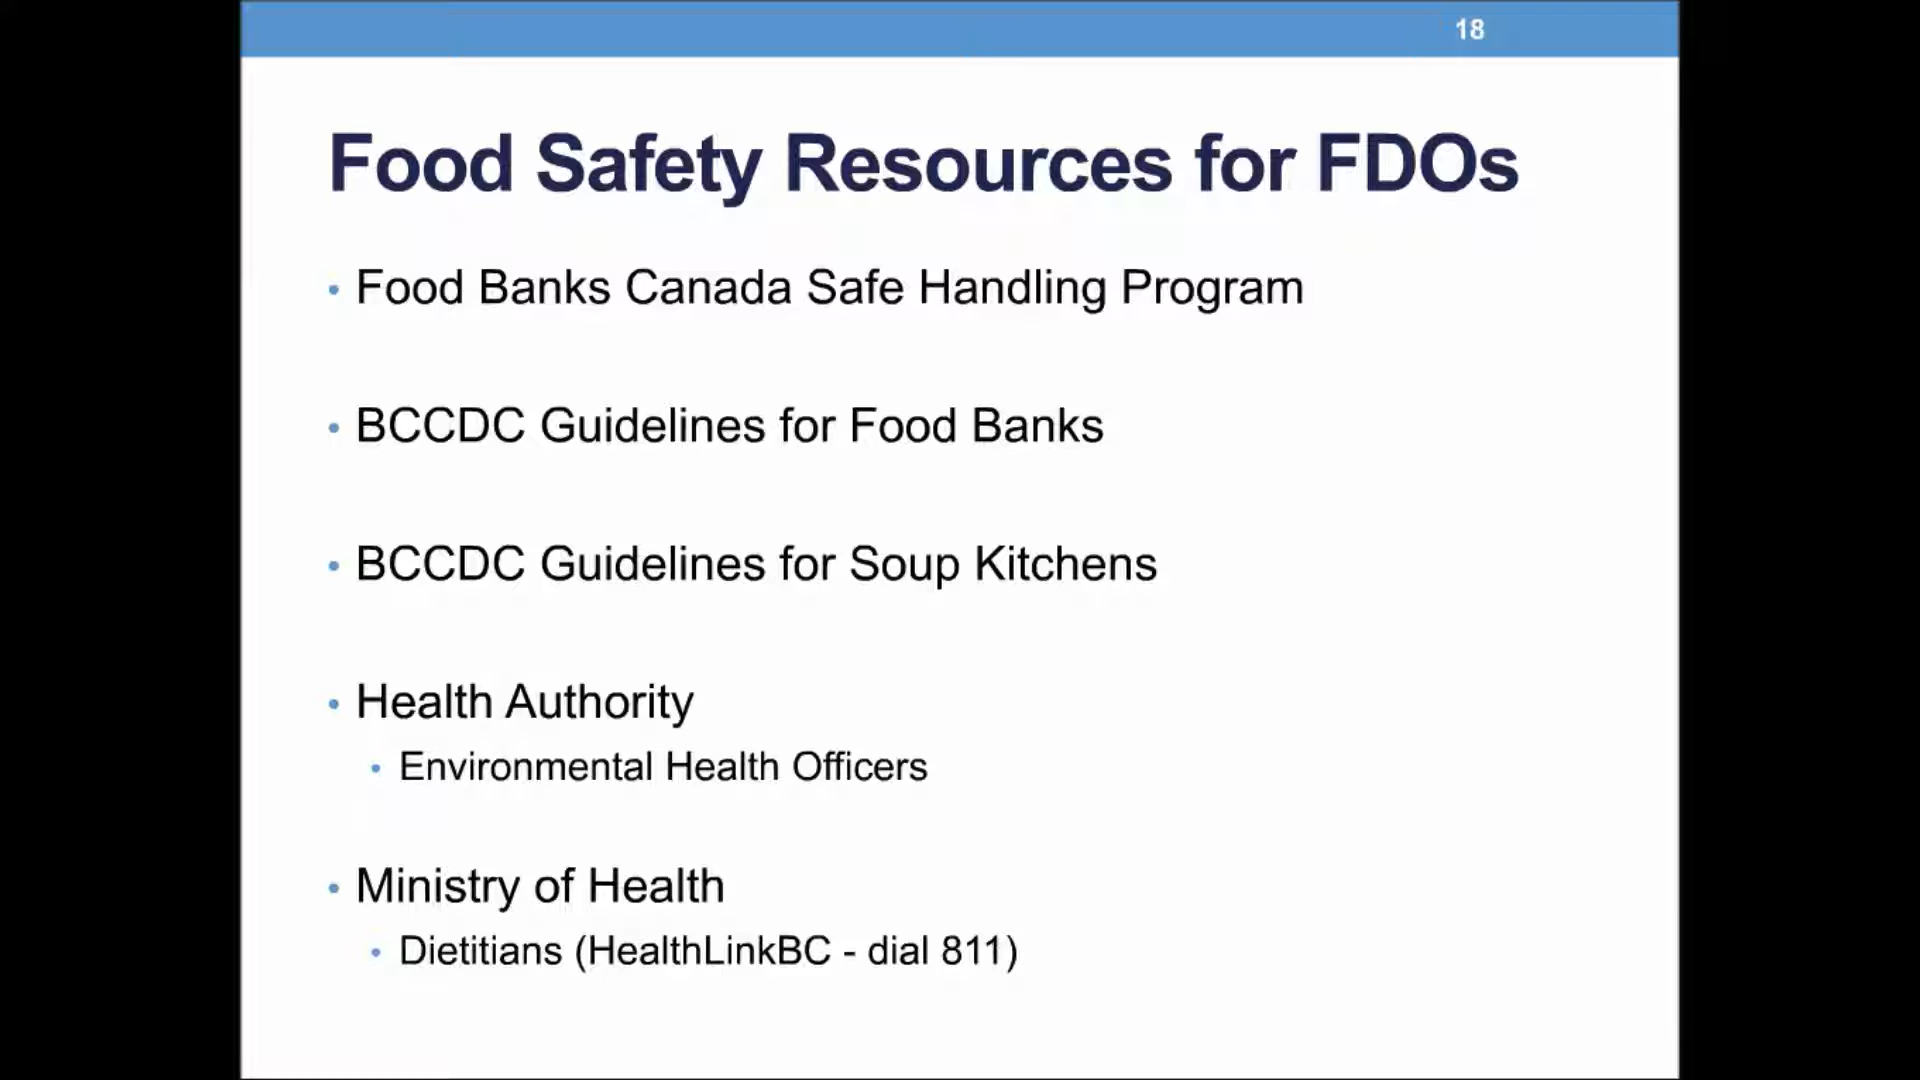 18
Food Safety Resources for FDOs
• Food Banks Canada Safe Handling Program
• BCCDC Guidelines for Food Banks
• BCCDC Guidelines for Soup Kitchens
• Health Authority
• Environmental Health Officers
• Ministry of Health
• Dietitians (HealthLinkBC - dial 811)